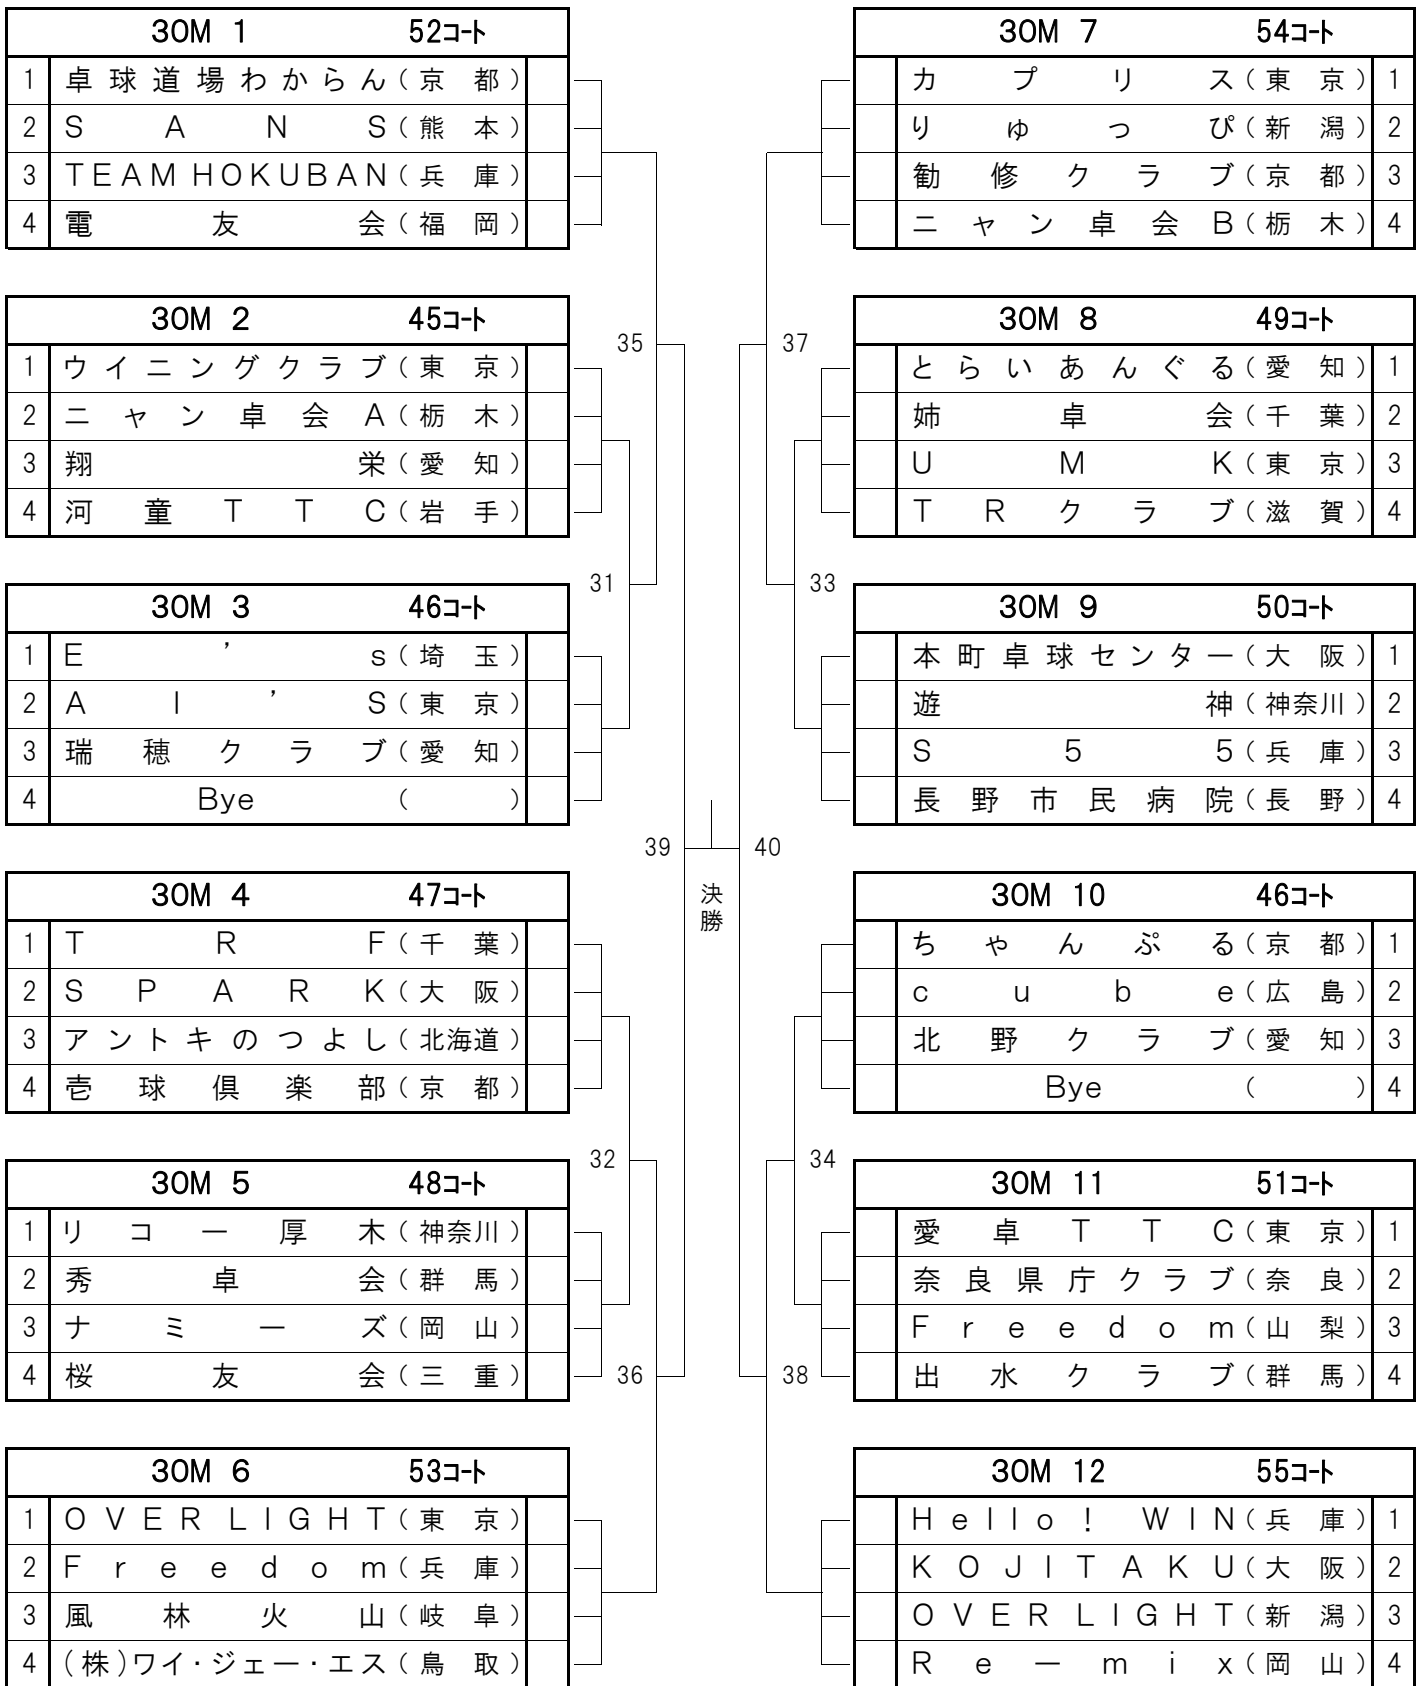 30M 1 52コート
1 卓球道場わからん(京都)
2 SANS(熊本)
3 TEAM HOKUBAN(兵庫)
4 電友会(福岡)
30M 2 45コート
1 ウイニングクラブ(東京)
2 ニャン卓会A(栃木)
3 翔栄(愛知)
4 河童TTC(岩手)
30M 3 46コート
1 E's(埼玉)
2 AI'S(東京)
3 瑞穂クラブ(愛知)
4 Bye( )
30M 4 47コート
1 TRF(千葉)
2 SPARK(大阪)
3 アントキのつよし(北海道)
4 壱球倶楽部(京都)
30M 5 48コート
1 リコー厚木(神奈川)
2 秀卓会(群馬)
3 ナミーズ(岡山)
4 桜友会(三重)
30M 6 53コート
1 OVER LIGHT(東京)
2 Freedom(兵庫)
3 風林火山(岐阜)
4 (株)ワイ・ジェー・エス(鳥取)
35
31
39
32
36
決勝
37
33
40
34
38
30M 7 54コート
カプリス(東京) 1
りゅっぴ(新潟) 2
勧修クラブ(京都) 3
ニャン卓会B(栃木) 4
30M 8 49コート
とらいあんぐる(愛知) 1
姉卓会(千葉) 2
UMK(東京) 3
TRクラブ(滋賀) 4
30M 9 50コート
本町卓球センター(大阪) 1
遊神(神奈川) 2
S55(兵庫) 3
長野市民病院(長野) 4
30M 10 46コート
ちゃんぷる(京都) 1
cube(広島) 2
北野クラブ(愛知) 3
Bye( ) 4
30M 11 51コート
愛卓TTC(東京) 1
奈良県庁クラブ(奈良) 2
Freedom(山梨) 3
出水クラブ(群馬) 4
30M 12 55コート
Hello! WIN(兵庫) 1
KOJITAKU(大阪) 2
OVER LIGHT(新潟) 3
Re－mix(岡山) 4